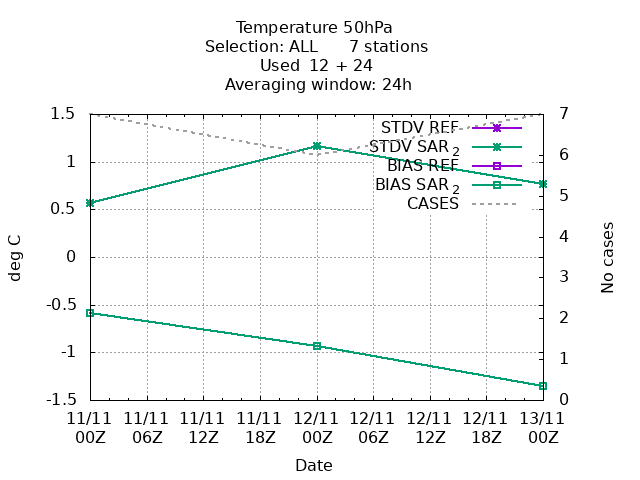 Temperature 50hPa
Selection: ALL 7 stations
Used 12 + 24
Averaging window: 24h
1.5
1
0.5
0
-0.5
-1
-1.5
deg C
7
6
5
4
3
2
1
0
No cases
STDV REF
STDV SAR 2
BIAS REF
BIAS SAR 2
CASES
11/11 11/11 11/11 11/11 12/11 12/11 12/11 12/11 13/11
00Z 06Z 12Z 18Z 00Z 06Z 12Z 18Z 00Z
Date